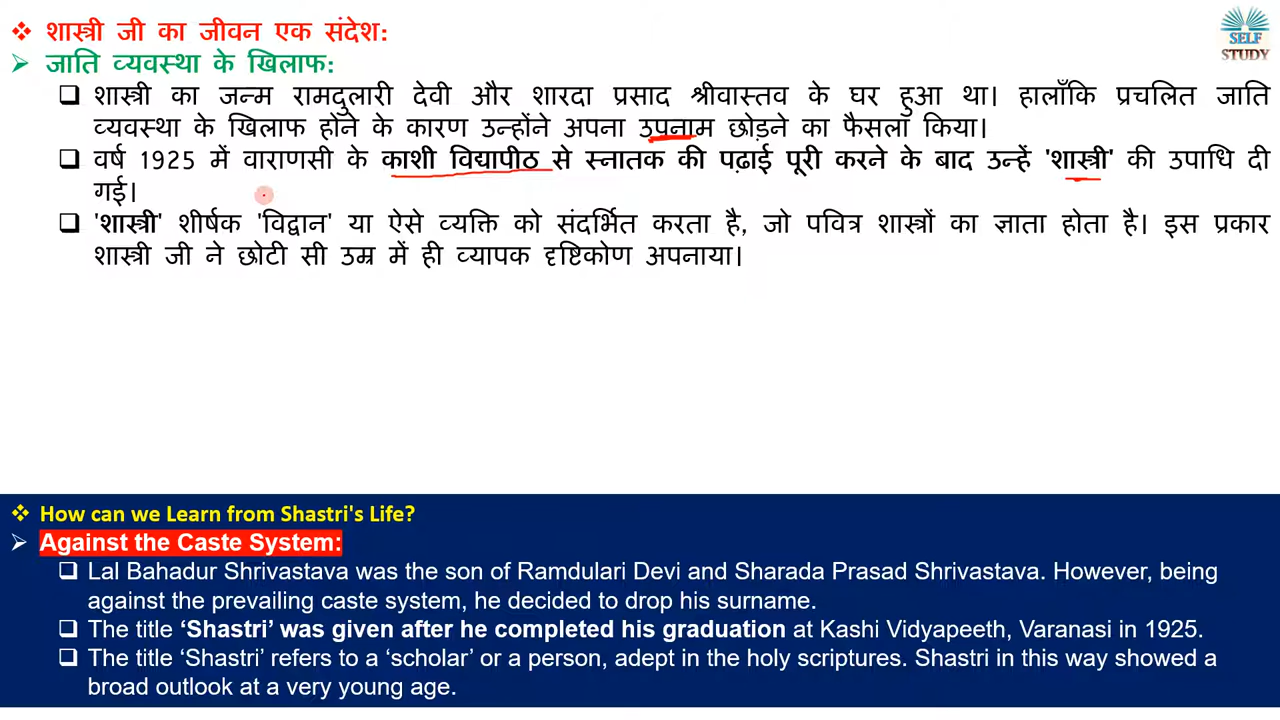 शास्त्री जी का जीवन एक संदेश:
SELF
STUDY
जाति व्यवस्था के खिलाफ:
शास्त्री का जन्म रामदुलारी देवी और शारदा प्रसाद श्रीवास्तव के घर हुआ था। हालाँकि प्रचलित जाति
व्यवस्था के खिलाफ होने के कारण उन्होंने अपना उपनाम छोड़ने का फैसला किया।
वर्ष 1925 में वाराणसी के काशी विद्यापीठ से स्नातक की पढ़ाई पूरी करने के बाद उन्हें 'शास्त्री' की उपाधि दी
गई।
'शास्त्री' शीर्षक 'विद्वान' या ऐसे व्यक्ति को संदर्भित करता है, जो पवित्र शास्त्रों का ज्ञाता होता है। इस प्रकार
शास्त्री जी ने छोटी सी उम्र में ही व्यापक दृष्टिकोण अपनाया।
How can we Learn from Shastri's Life?
Against the Caste System:
Lal Bahadur Shrivastava was the son of Ramdulari Devi and Sharada Prasad Shrivastava. However, being
against the prevailing caste system, he decided to drop his surname.
The title ‘Shastri’ was given after he completed his graduation at Kashi Vidyapeeth, Varanasi in 1925.
The title ‘Shastri’ refers to a ‘scholar’ or a person, adept in the holy scriptures. Shastri in this way showed a
broad outlook at a very young age.